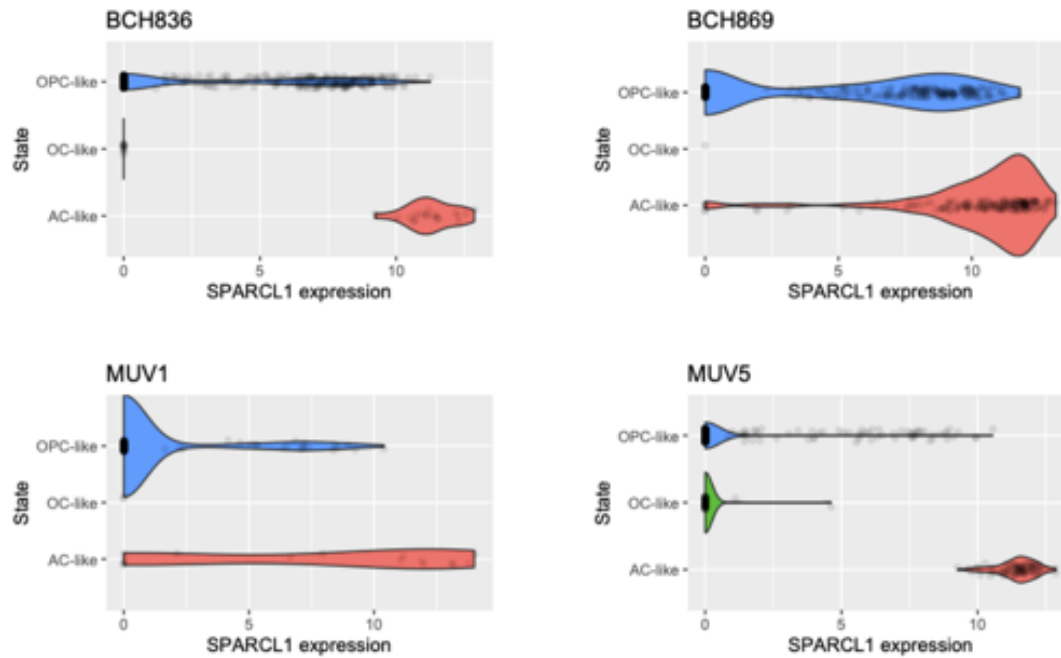 BCH836
OPC-like
OC-like
AC-like
State
0 5 10
SPARCL1 expression
BCH869
OPC-like
OC-like
AC-like
State
0 5 10
SPARCL1 expression
MUV1
OPC-like
OC-like
AC-like
State
0 5 10
SPARCL1 expression
MUV5
OPC-like
OC-like
AC-like
State
0 5 10
SPARCL1 expression